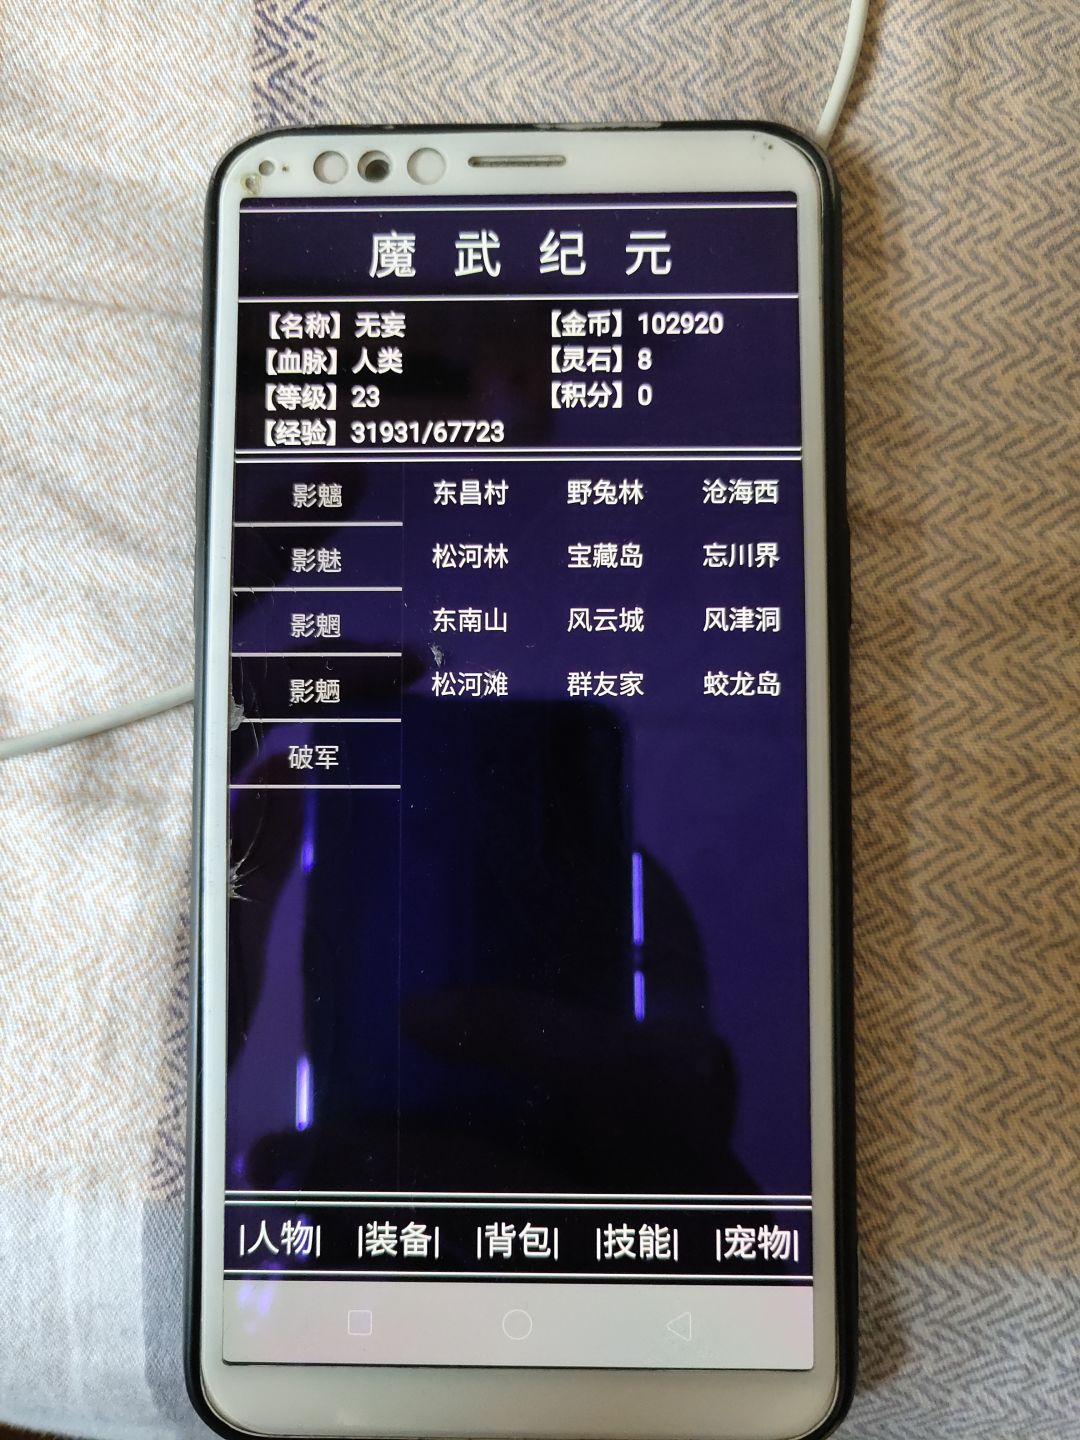 魔武纪元
【名称】无妄 【金币】102920
【血脉】人类 【灵石】8
【等级】23 【积分】0
【经验】31931/67723
影魑 东昌村 野兔林 沧海西
影魅 松河林 宝藏岛 忘川界
影魍 东南山 风云城 风津洞
影魉 松河滩 群友家 蛟龙岛
破军
|人物| |装备| |背包| |技能| |宠物|